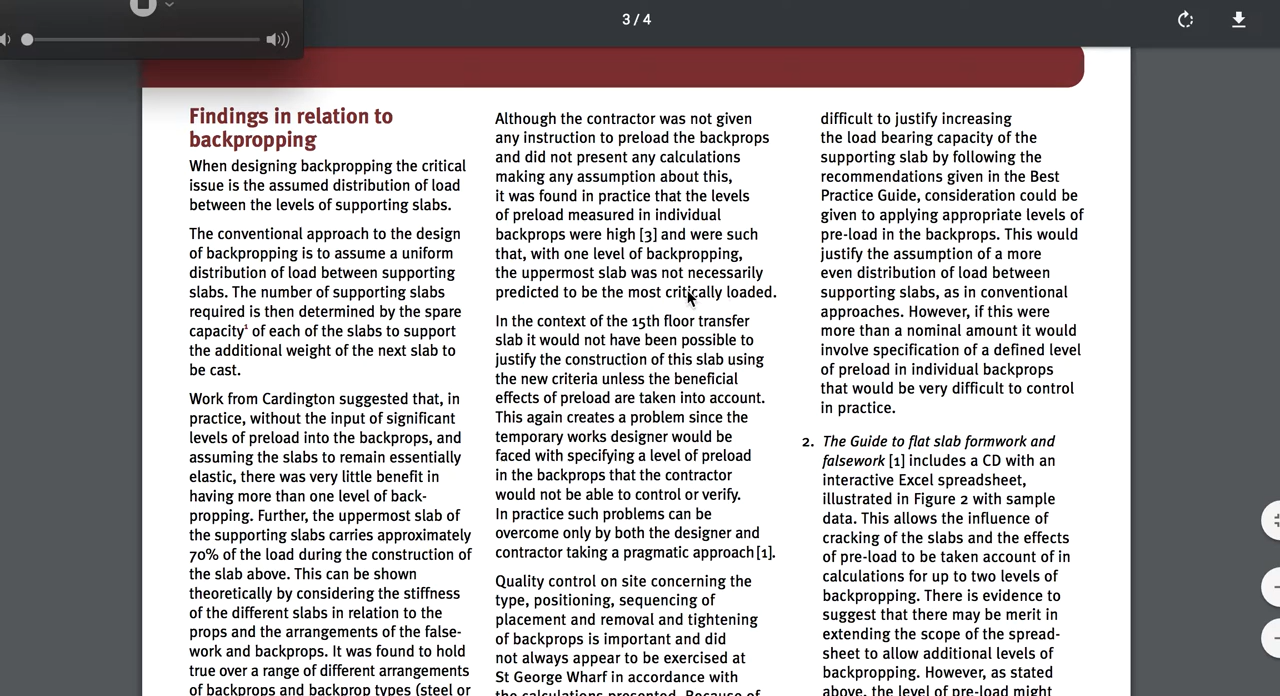 3 / 4
Findings in relation to
backpropping
When designing backpropping the critical
issue is the assumed distribution of load
between the levels of supporting slabs.
The conventional approach to the design
of backpropping is to assume a uniform
distribution of load between supporting
slabs. The number of supporting slabs
required is then determined by the spare
capacity¹ of each of the slabs to support
the additional weight of the next slab to
be cast.
Work from Cardington suggested that, in
practice, without the input of significant
levels of preload into the backprops, and
assuming the slabs to remain essentially
elastic, there was very little benefit in
having more than one level of back-
propping. Further, the uppermost slab of
the supporting slabs carries approximately
70% of the load during the construction of
the slab above. This can be shown
theoretically by considering the stiffness
of the different slabs in relation to the
props and the arrangements of the false-
work and backprops. It was found to hold
true over a range of different arrangements
of backprops and backprop types (steel or
Although the contractor was not given
any instruction to preload the backprops
and did not present any calculations
making any assumption about this,
it was found in practice that the levels
of preload measured in individual
backprops were high [3] and were such
that, with one level of backpropping,
the uppermost slab was not necessarily
predicted to be the most critically loaded.
In the context of the 15th floor transfer
slab it would not have been possible to
justify the construction of this slab using
the new criteria unless the beneficial
effects of preload are taken into account.
This again creates a problem since the
temporary works designer would be
faced with specifying a level of preload
in the backprops that the contractor
would not be able to control or verify.
In practice such problems can be
overcome only by both the designer and
contractor taking a pragmatic approach [1].
Quality control on site concerning the
type, positioning, sequencing of
placement and removal and tightening
of backprops is important and did
not always appear to be exercised at
St George Wharf in accordance with
the calculations presented. Because of
difficult to justify increasing
the load bearing capacity of the
supporting slab by following the
recommendations given in the Best
Practice Guide, consideration could be
given to applying appropriate levels of
pre-load in the backprops. This would
justify the assumption of a more
even distribution of load between
supporting slabs, as in conventional
approaches. However, if this were
more than a nominal amount it would
involve specification of a defined level
of preload in individual backprops
that would be very difficult to control
in practice.
2. The Guide to flat slab formwork and
falsework [1] includes a CD with an
interactive Excel spreadsheet,
illustrated in Figure 2 with sample
data. This allows the influence of
cracking of the slabs and the effects
of pre-load to be taken account of in
calculations for up to two levels of
backpropping. There is evidence to
suggest that there may be merit in
extending the scope of the spread-
sheet to allow additional levels of
backpropping. However, as stated
above, the level of pre-load might